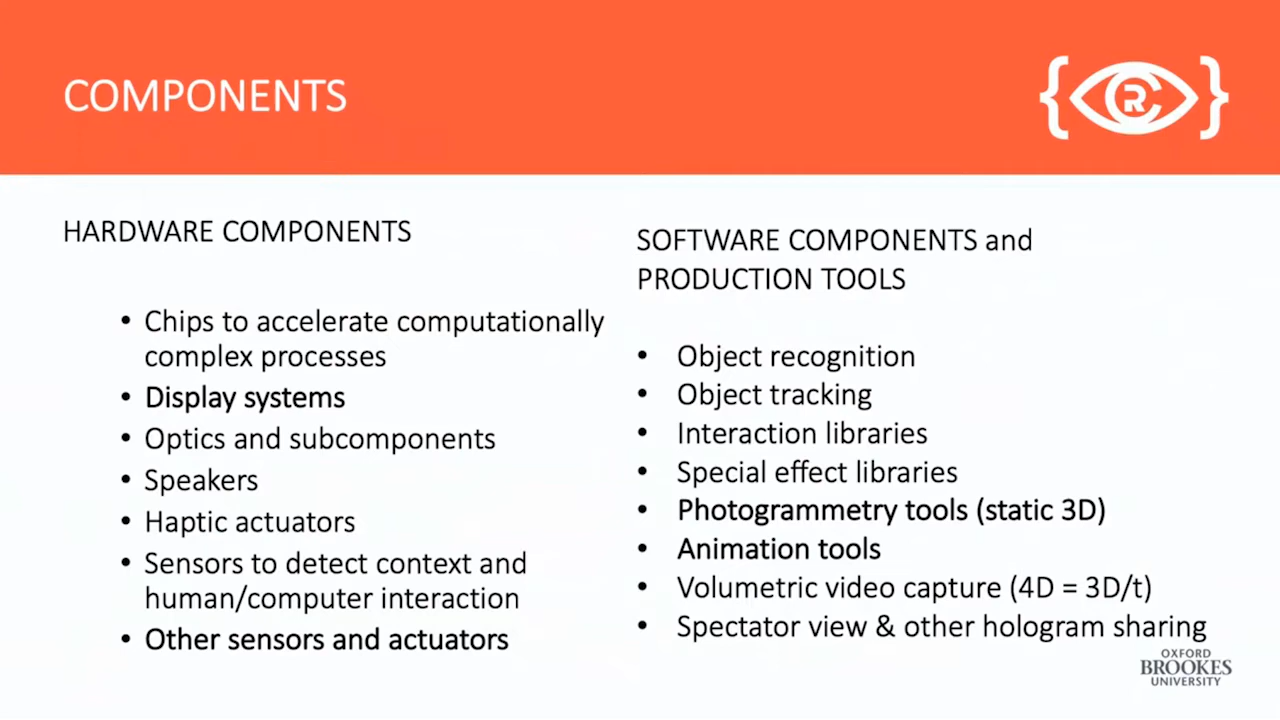 COMPONENTS
{ RC }
HARDWARE COMPONENTS
• Chips to accelerate computationally
complex processes
• Display systems
• Optics and subcomponents
• Speakers
• Haptic actuators
• Sensors to detect context and
human/computer interaction
• Other sensors and actuators
SOFTWARE COMPONENTS and
PRODUCTION TOOLS
• Object recognition
• Object tracking
• Interaction libraries
• Special effect libraries
• Photogrammetry tools (static 3D)
• Animation tools
• Volumetric video capture (4D = 3D/t)
• Spectator view & other hologram sharing
OXFORD
BROOKES
UNIVERSITY